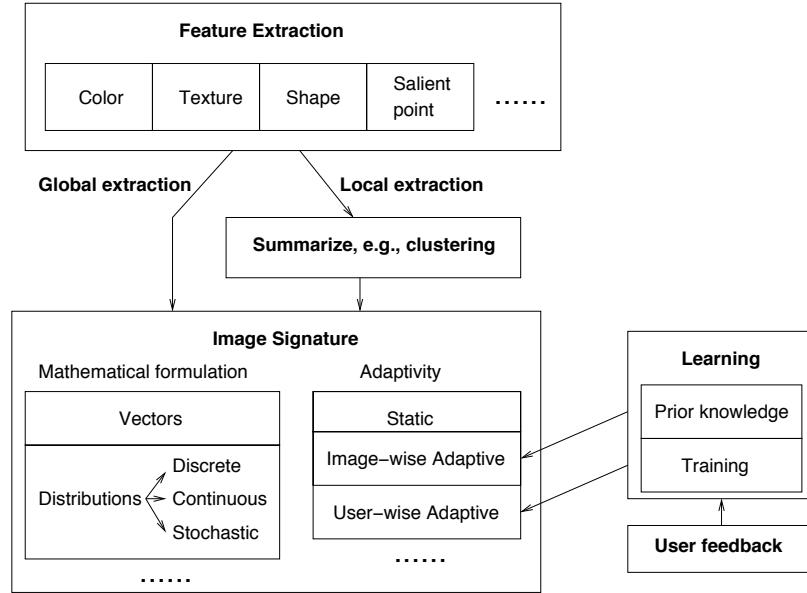 Feature Extraction
Color
Texture
Shape
Salient
point
......
Global extraction
Local extraction
Summarize, e.g., clustering
Image Signature
Mathematical formulation
Vectors
Distributions
Discrete
Continuous
Stochastic
......
Adaptivity
Static
Image−wise Adaptive
User−wise Adaptive
......
Learning
Prior knowledge
Training
User feedback